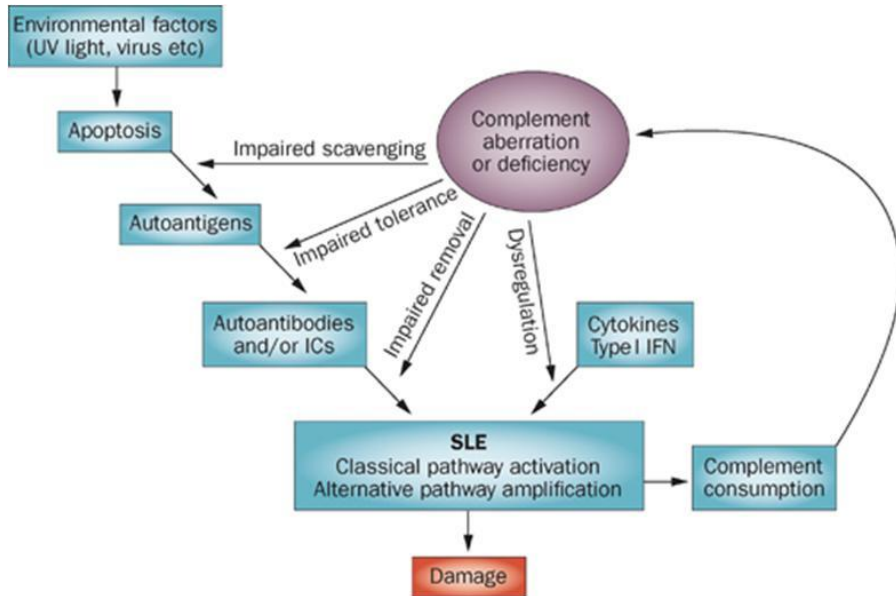 Environmental factors
(UV light, virus etc)
Apoptosis
Complement
aberration
or deficiency
Impaired scavenging
Autoantigens
Impaired tolerance
Impaired removal
Dysregulation
Autoantibodies
and/or ICs
Cytokines
Type I IFN
SLE
Classical pathway activation
Alternative pathway amplification
Complement
consumption
Damage